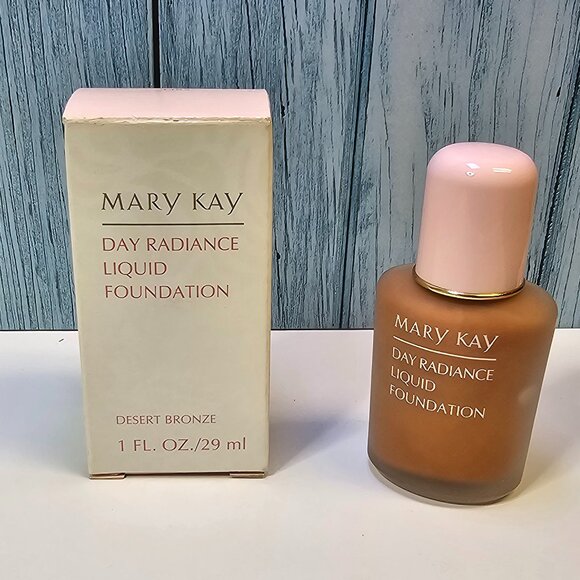 MARY KAY
DAY RADIANCE
LIQUID
FOUNDATION
DESERT BRONZE
1 FL. OZ./29 ml
MARY KAY
DAY RADIANCE
LIQUID
FOUNDATION